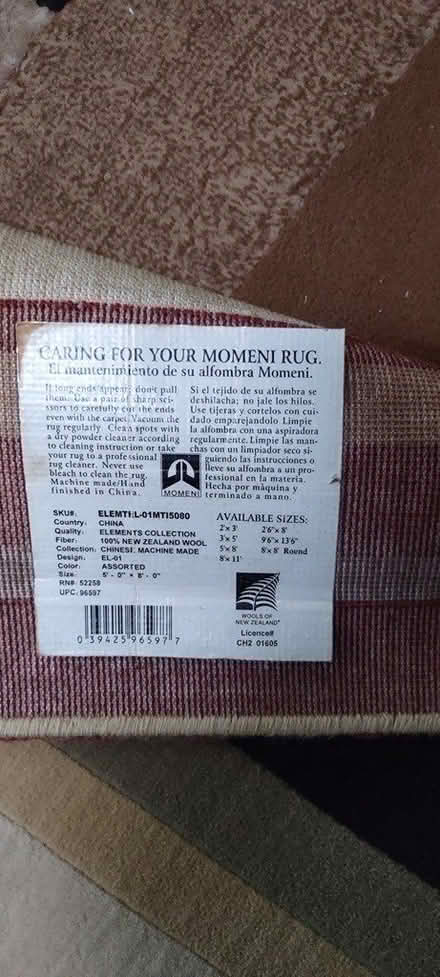 CARING FOR YOUR MOMENI RUG.
El mantenimiento de su alfombra Momeni.
If long ends appear; don't pull
them. Use a pair of sharp sci-
ssors to carefully cut the ends
even with the carpet. Vacuum the
rug regularly. Clean spots with
a dry powder cleaner according
to cleaning instruction or take
your rug to a professional
rug cleaner. Never use
bleach to clean the rug.
Machine made/Hand
finished in China.
Si el tejido de su alfombra se
deshilacha; no jale los hilos.
Use tijeras y cortelos con cui-
dado emparejandolo. Limpie
la alfombra con una aspiradora
regularmente. Limpie las man-
chas con un limpiador seco si-
guiendo las instrucciones o
lleve su alfombra a un pro-
fessional en la materia.
Hecha por màquina y
terminado a mano.
MOMENI
SKU#: ELEMTI:L-01MTI5080
Country: CHINA
Quality: ELEMENTS COLLECTION
Fiber: 100% NEW ZEALAND WOOL
Collection: CHINESE. MACHINE MADE
Design: EL-01
Color: ASSORTED
Size: 5' - 0" × 8' - 0"
RN#: 52258
UPC: 96597
0 39425 96597 7
AVAILABLE SIZES:
2'x 3' 2'6"x 8'
3'x 5' 9'6"x 13'6"
5'x 8' 8'x 8' Round
8'x 11'
WOOLS OF
NEW ZEALAND®
Licence#
CH2 01605